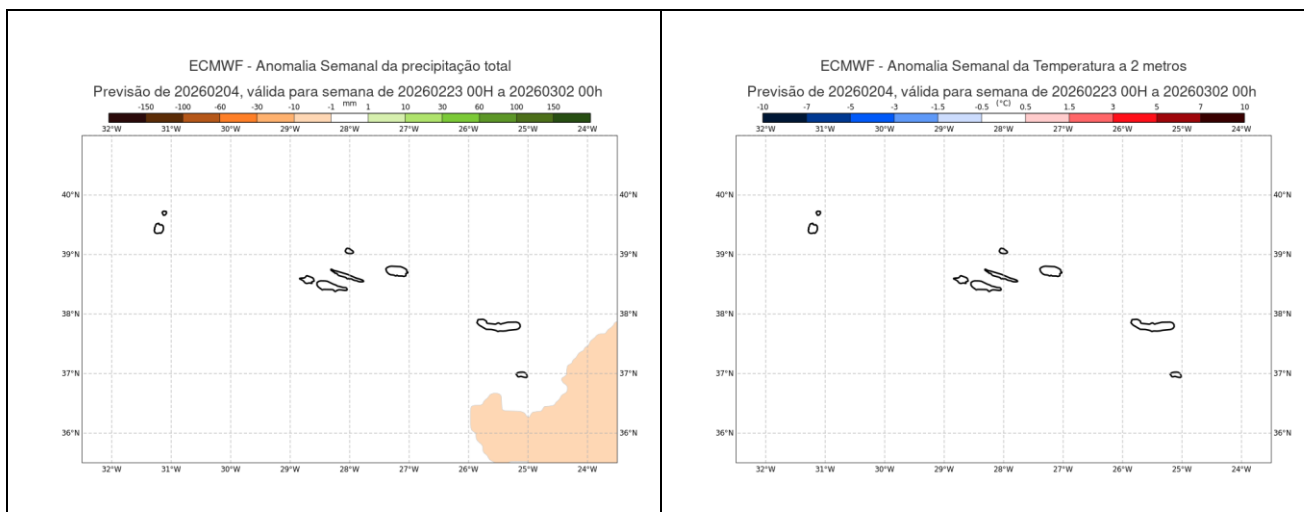 ECMWF - Anomalia Semanal da precipitação total
Previsão de 20260204, válida para semana de 20260223 00H a 20260302 00h
-150 -100 -60 -30 -10 -1 mm 1 10 30 60 100 150
32°W 31°W 30°W 29°W 28°W 27°W 26°W 25°W 24°W
40°N 40°N
39°N 39°N
38°N 38°N
37°N 37°N
36°N 36°N
32°W 31°W 30°W 29°W 28°W 27°W 26°W 25°W 24°W
ECMWF - Anomalia Semanal da Temperatura a 2 metros
Previsão de 20260204, válida para semana de 20260223 00H a 20260302 00h
-10 -7 -5 -3 -1.5 -0.5 (°C) 0.5 1.5 3 5 7 10
32°W 31°W 30°W 29°W 28°W 27°W 26°W 25°W 24°W
40°N 40°N
39°N 39°N
38°N 38°N
37°N 37°N
36°N 36°N
32°W 31°W 30°W 29°W 28°W 27°W 26°W 25°W 24°W